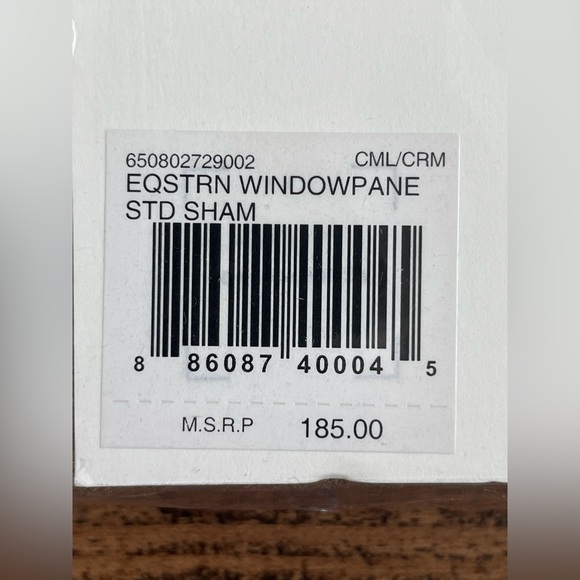 650802729002 CML/CRM
EQSTRN WINDOWPANE
STD SHAM
8 86087 40004 5
M.S.R.P 185.00